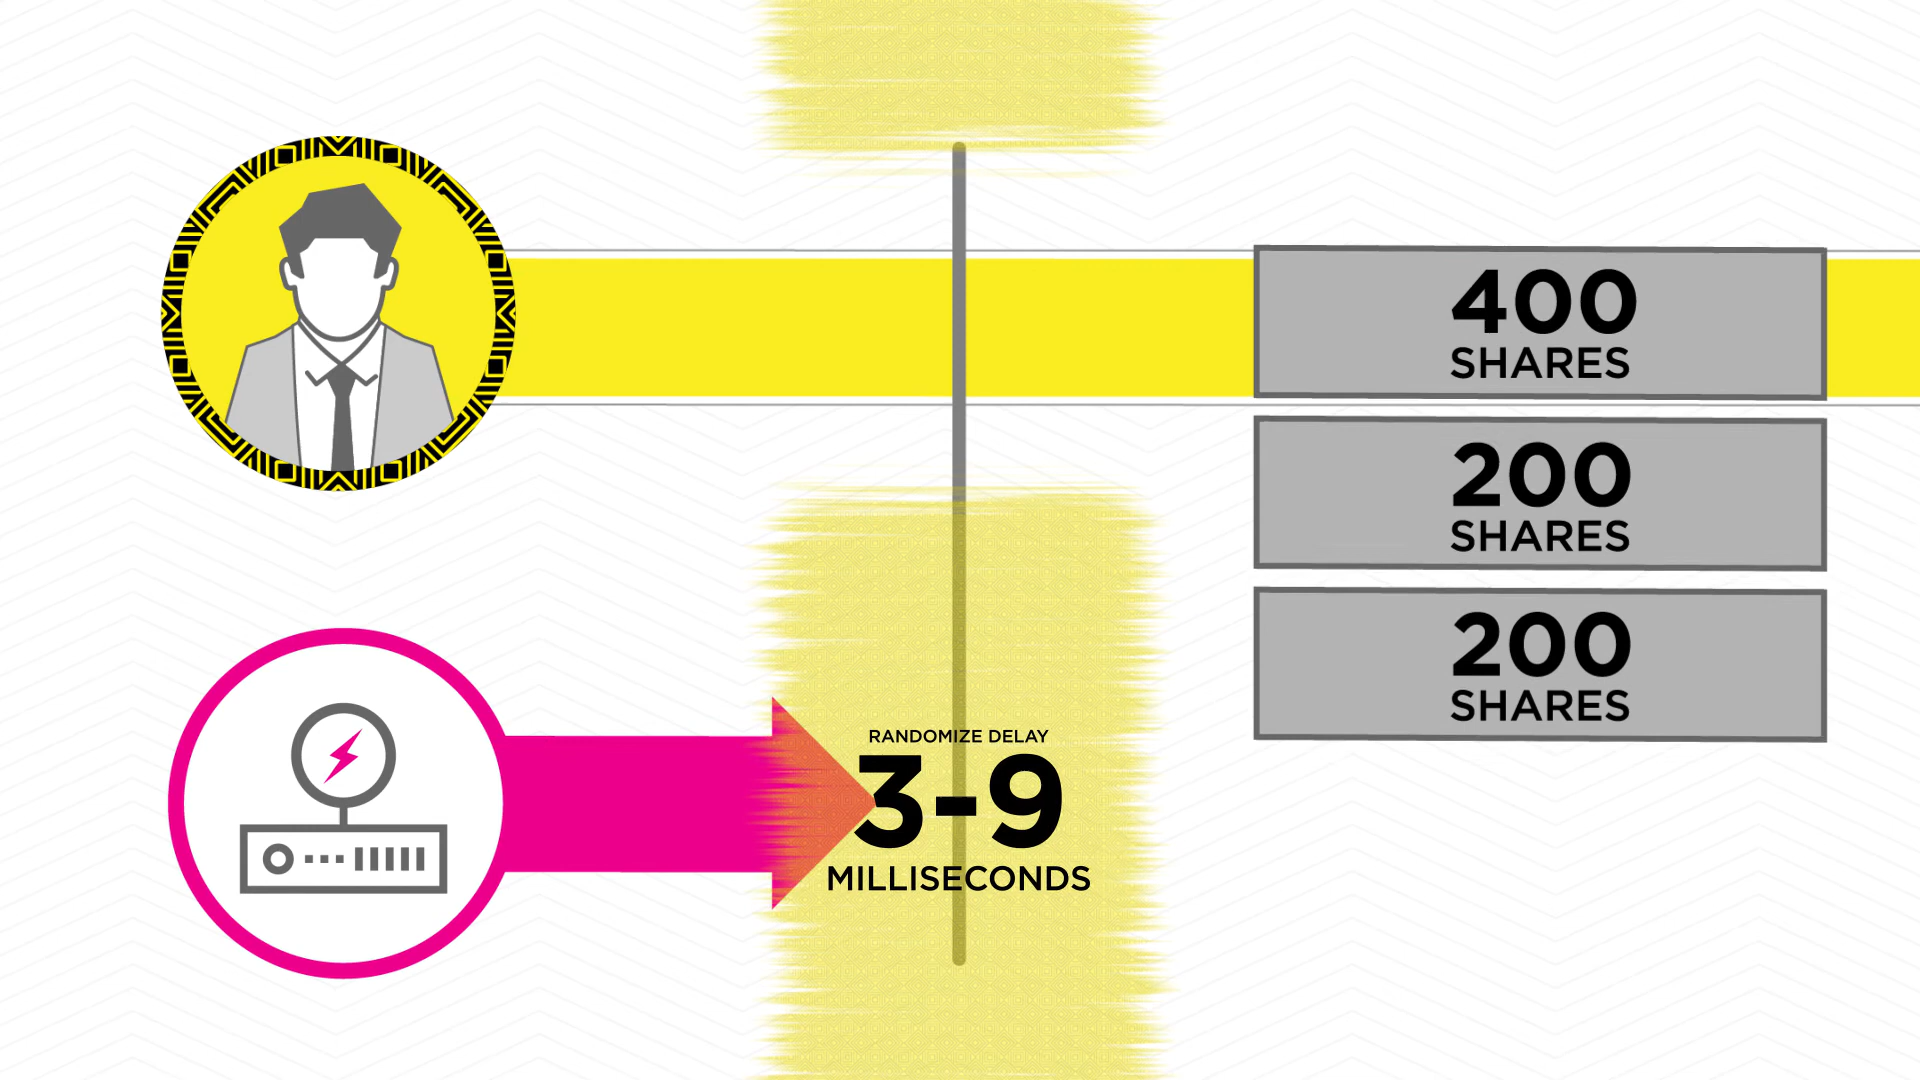 400
SHARES
200
SHARES
200
SHARES
RANDOMIZE DELAY
3-9
MILLISECONDS